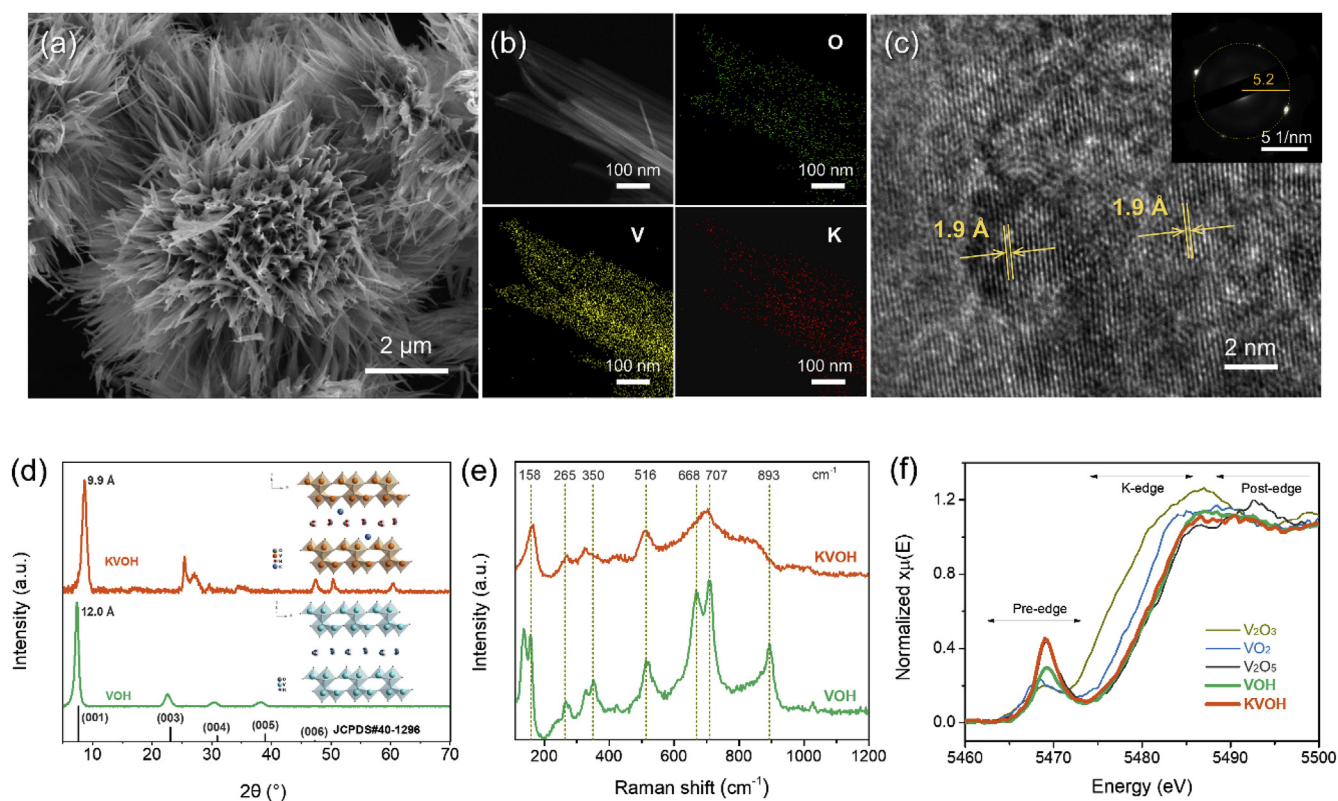 (a)
2 μm
(b)
100 nm
O
100 nm
V
100 nm
K
100 nm
(c)
5.2
5 1/nm
1.9 Å
1.9 Å
2 nm
(d)
9.9 Å
KVOH
12.0 Å
VOH
(001)
(003)
(004)
(005)
(006)
JCPDS#40-1296
10 20 30 40 50 60 70
2θ (°)
Intensity (a.u.)
(e)
158 265 350 516 668 707 893 cm⁻¹
KVOH
VOH
200 400 600 800 1000 1200
Raman shift (cm⁻¹)
Intensity (a.u.)
(f)
K-edge
Post-edge
Pre-edge
V₂O₃
VO₂
V₂O₅
VOH
KVOH
1.2
0.8
0.4
0.0
5460 5470 5480 5490 5500
Energy (eV)
Normalized xμ(E)